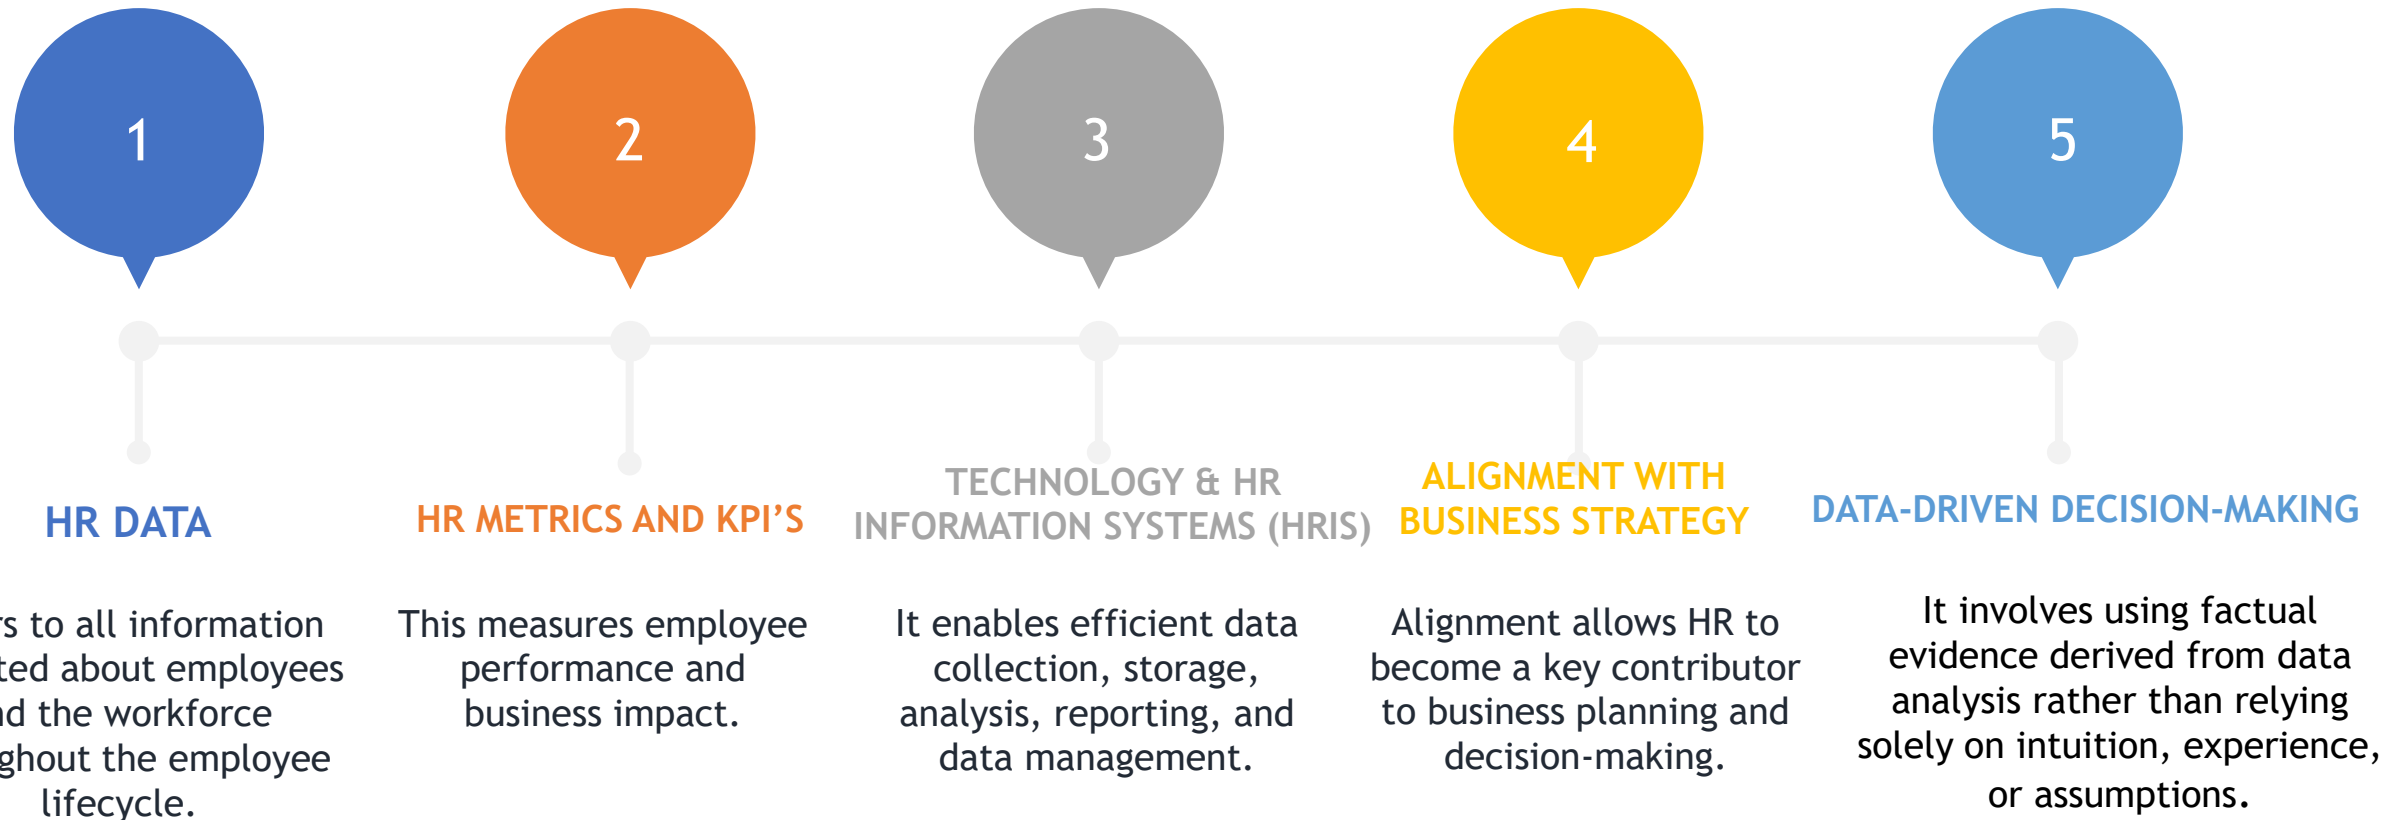 1
2
3
4
5
HR DATA
to all information
about employees
the workforce
the employee
lifecycle.
HR METRICS AND KPI’S
This measures employee
performance and
business impact.
TECHNOLOGY & HR
INFORMATION SYSTEMS (HRIS)
It enables efficient data
collection, storage,
analysis, reporting, and
data management.
ALIGNMENT WITH
BUSINESS STRATEGY
Alignment allows HR to
become a key contributor
to business planning and
decision-making.
DATA-DRIVEN DECISION-MAKING
It involves using factual
evidence derived from data
analysis rather than relying
solely on intuition, experience,
or assumptions.